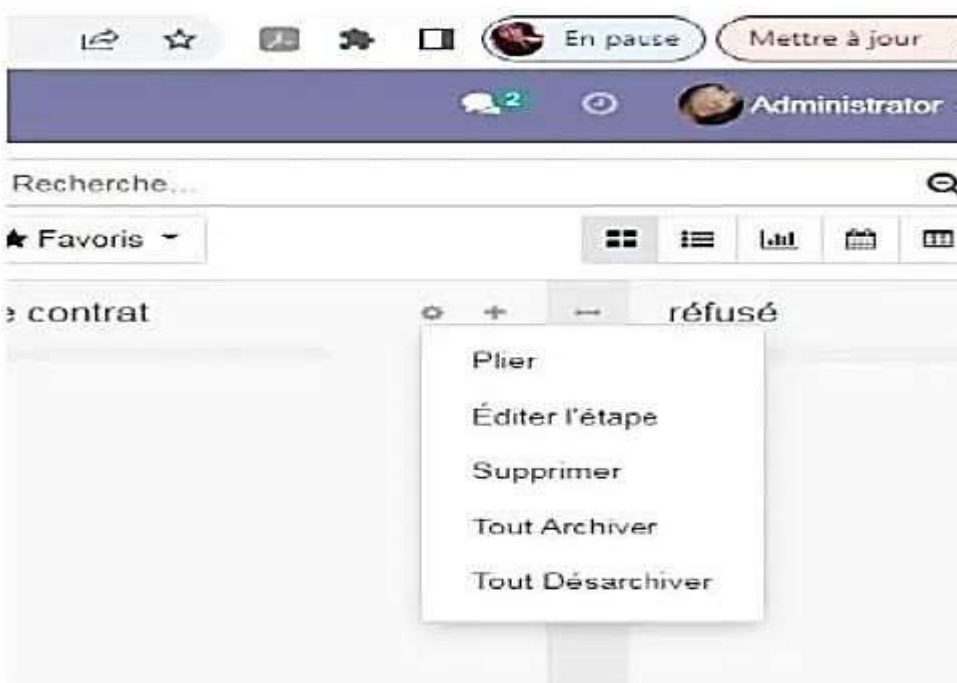 En pause Mettre à jour
2 Administrator
Recherche...
Favoris
contrat réfusé
Plier
Éditer l'étape
Supprimer
Tout Archiver
Tout Désarchiver